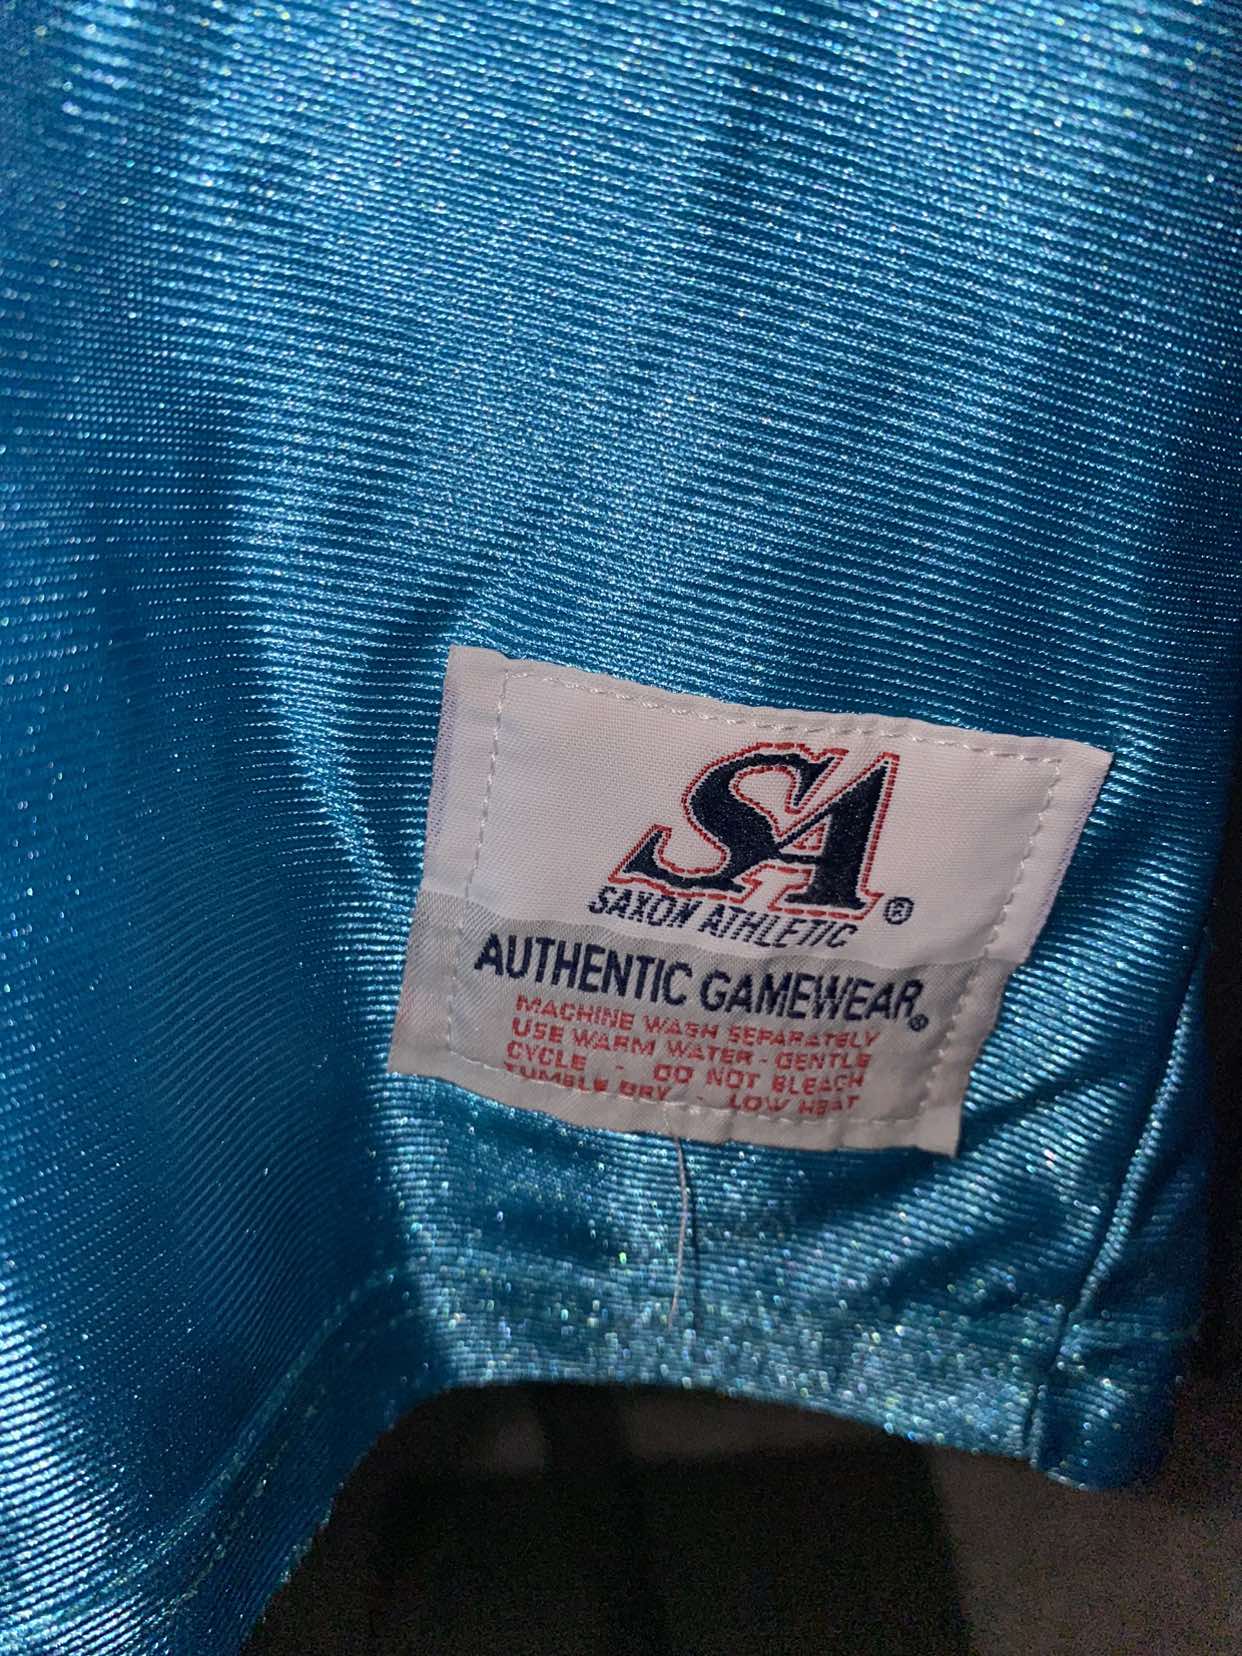 SA®
SAXON ATHLETIC
AUTHENTIC GAMEWEAR®
MACHINE WASH SEPARATELY
USE WARM WATER - GENTLE
CYCLE - DO NOT BLEACH
TUMBLE DRY - LOW HEAT